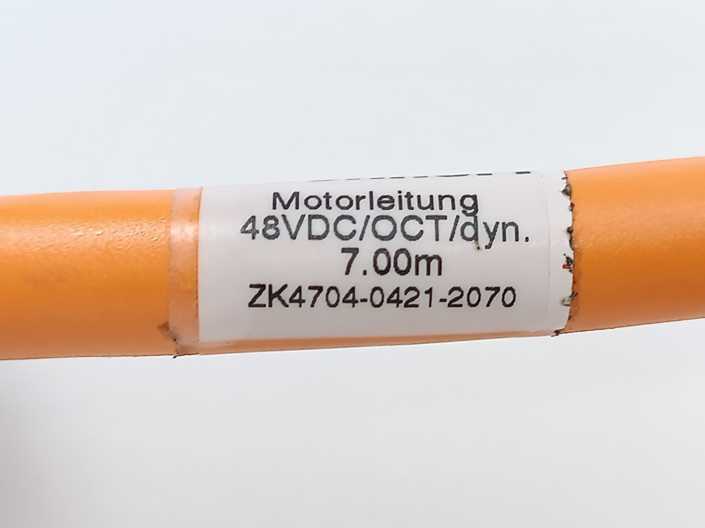 Motorleitung
48VDC/OCT/dyn.
7.00m
ZK4704-0421-2070